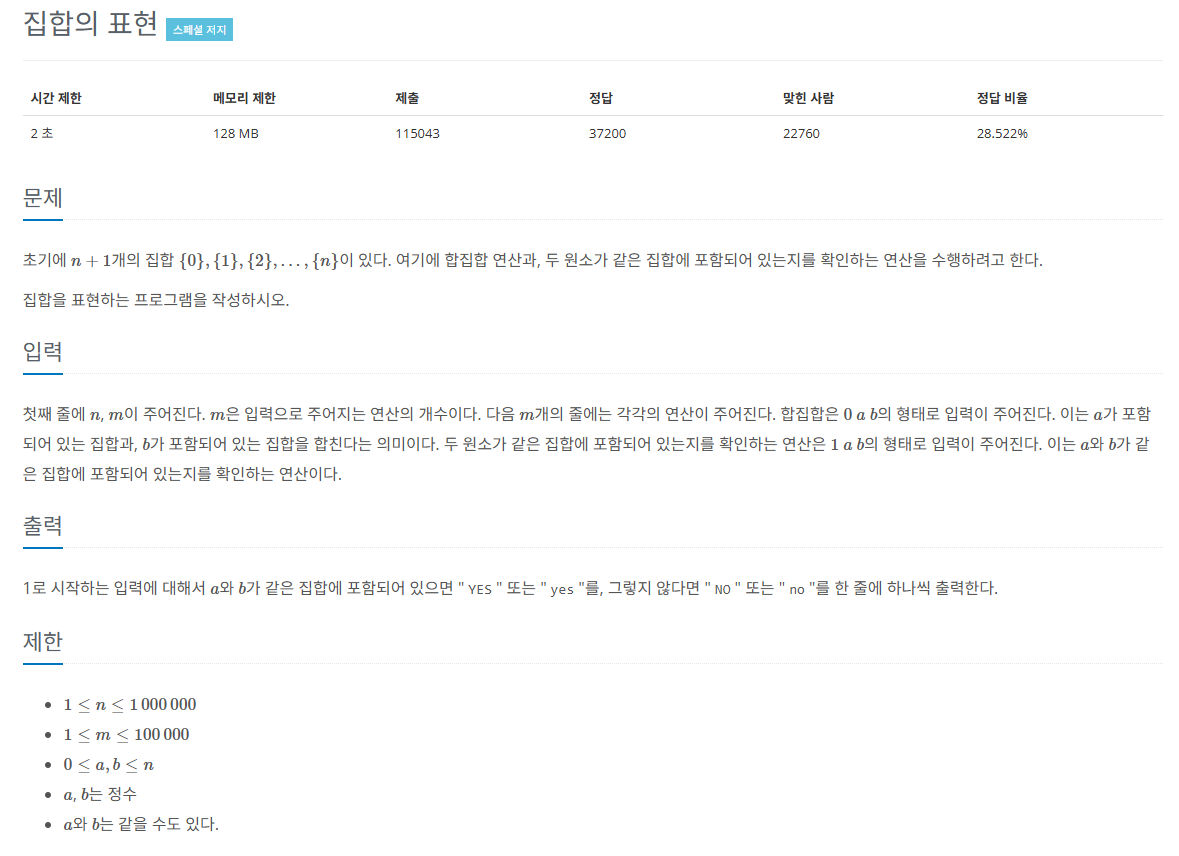 집합의 표현 스페셜 저지
시간 제한 메모리 제한 제출 정답 맞힌 사람 정답 비율
2 초 128 MB 115043 37200 22760 28.522%
문제
초기에 n + 1개의 집합 {0}, {1}, {2}, . . . , {n}이 있다. 여기에 합집합 연산과, 두 원소가 같은 집합에 포함되어 있는지를 확인하는 연산을 수행하려고 한다.
집합을 표현하는 프로그램을 작성하시오.
입력
첫째 줄에 n, m이 주어진다. m은 입력으로 주어지는 연산의 개수이다. 다음 m개의 줄에는 각각의 연산이 주어진다. 합집합은 0 a b의 형태로 입력이 주어진다. 이는 a가 포함
되어 있는 집합과, b가 포함되어 있는 집합을 합친다는 의미이다. 두 원소가 같은 집합에 포함되어 있는지를 확인하는 연산은 1 a b의 형태로 입력이 주어진다. 이는 a와 b가 같
은 집합에 포함되어 있는지를 확인하는 연산이다.
출력
1로 시작하는 입력에 대해서 a와 b가 같은 집합에 포함되어 있으면 " YES " 또는 " yes "를, 그렇지 않다면 " NO " 또는 " no "를 한 줄에 하나씩 출력한다.
제한
• 1 ≤ n ≤ 1 000 000
• 1 ≤ m ≤ 100 000
• 0 ≤ a, b ≤ n
• a, b는 정수
• a와 b는 같을 수도 있다.